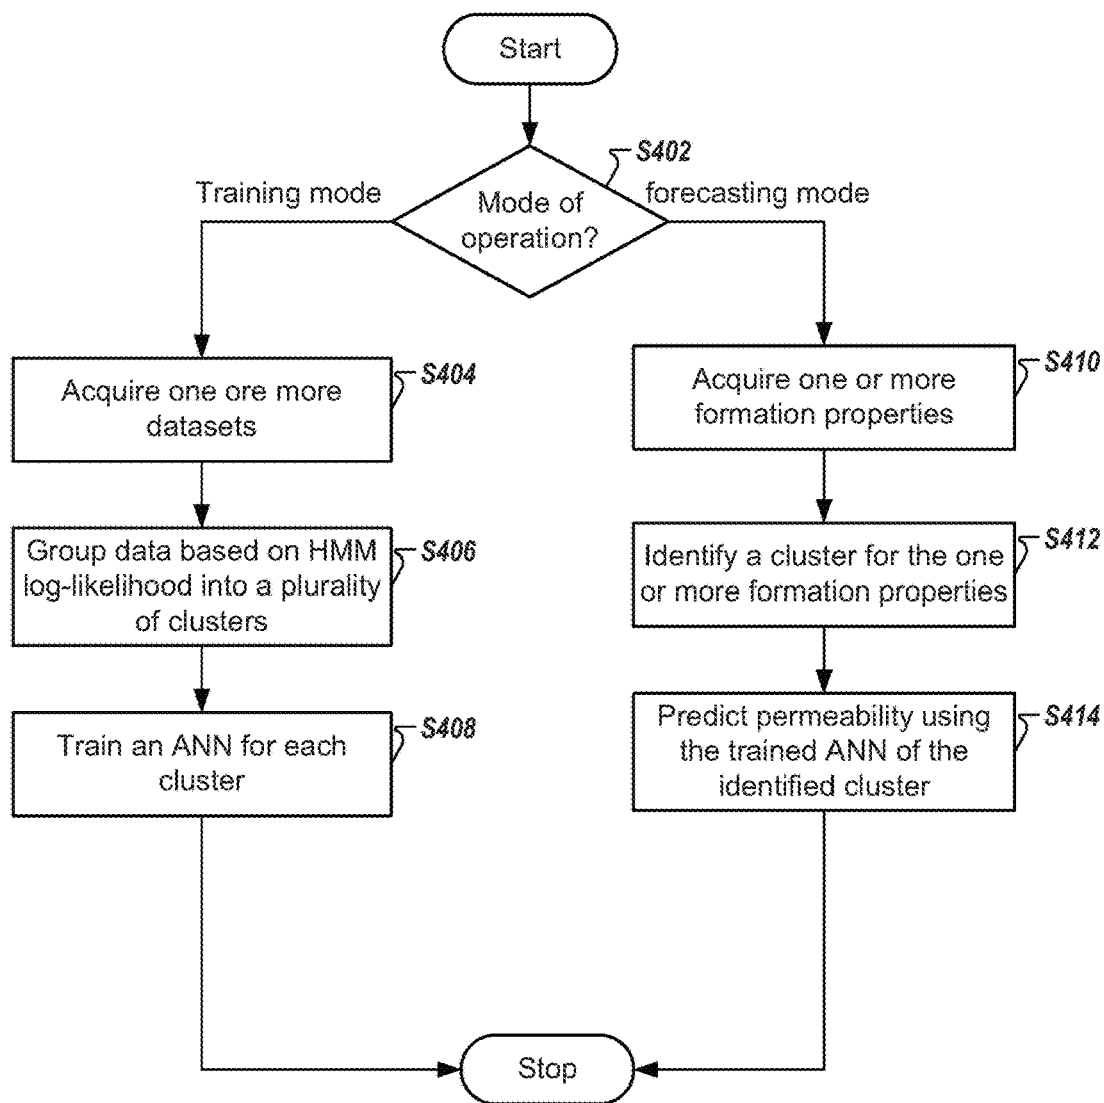 Start
S402
Training mode
forecasting mode
Mode of
operation?
S404
Acquire one ore more
datasets
S410
Acquire one or more
formation properties
S406
Group data based on HMM
log-likelihood into a plurality
of clusters
S412
Identify a cluster for the one
or more formation properties
S408
Train an ANN for each
cluster
S414
Predict permeability using
the trained ANN of the
identified cluster
Stop